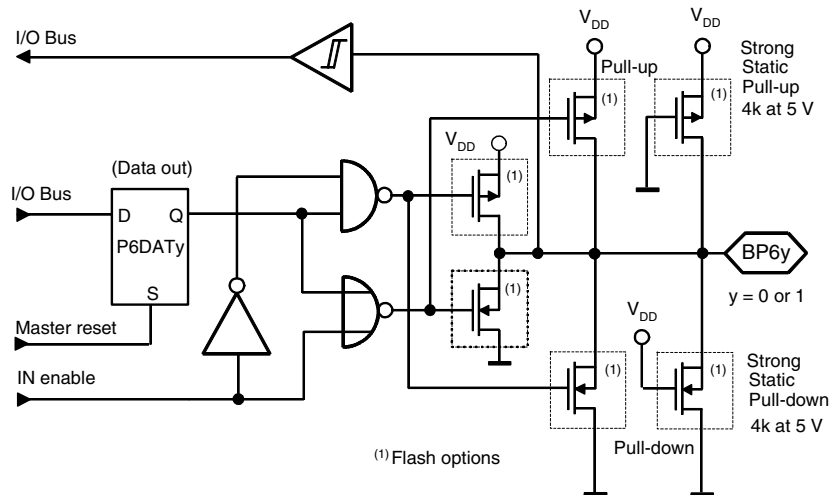 I/O Bus
V_DD
V_DD
Strong
Static
Pull-up
4k at 5 V
Pull-up
(1)
(1)
V_DD
(1)
(Data out)
I/O Bus
D
Q
P6DATy
S
BP6y
y = 0 or 1
(1)
V_DD
Master reset
IN enable
(1)
(1)
Strong
Static
Pull-down
4k at 5 V
Pull-down
(1) Flash options